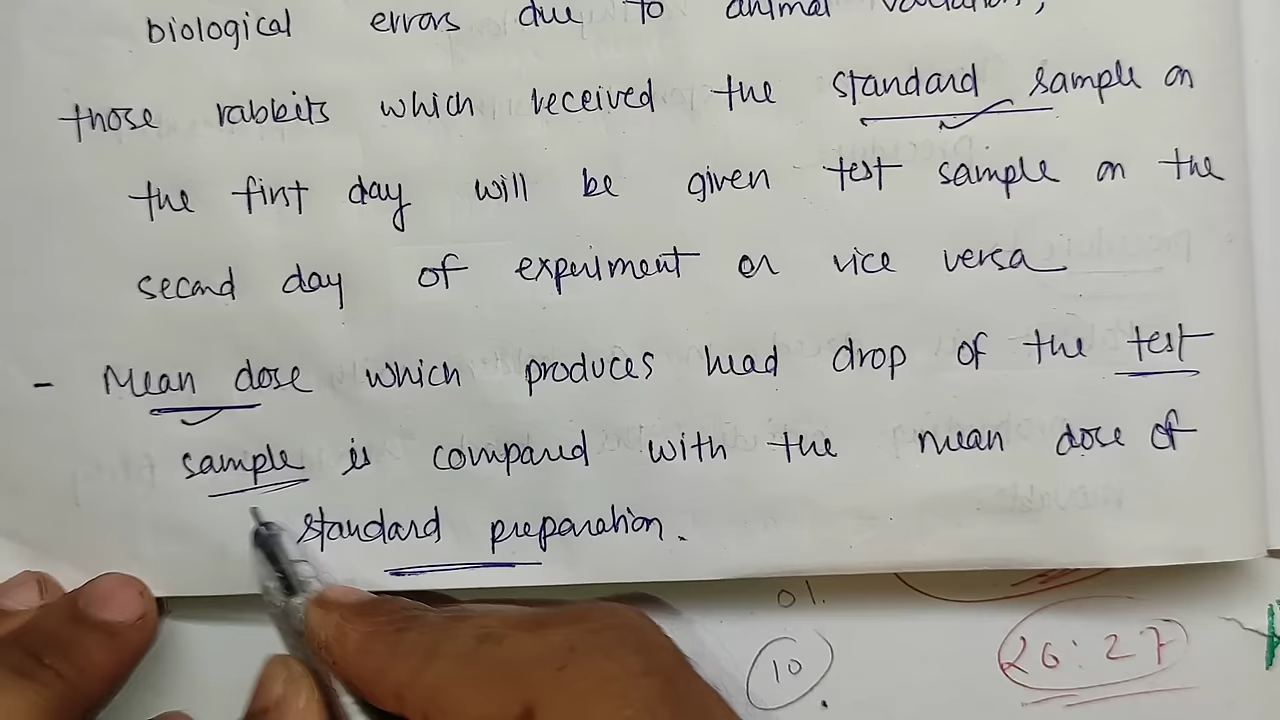 biological errors due to animal variation,
those rabbits which received the standard sample on
the first day will be given test sample on the
second day of experiment or vice versa
- Mean dose which produces head drop of the test
sample is compared with the mean dose of
standard preparation.
01.
10
26:27